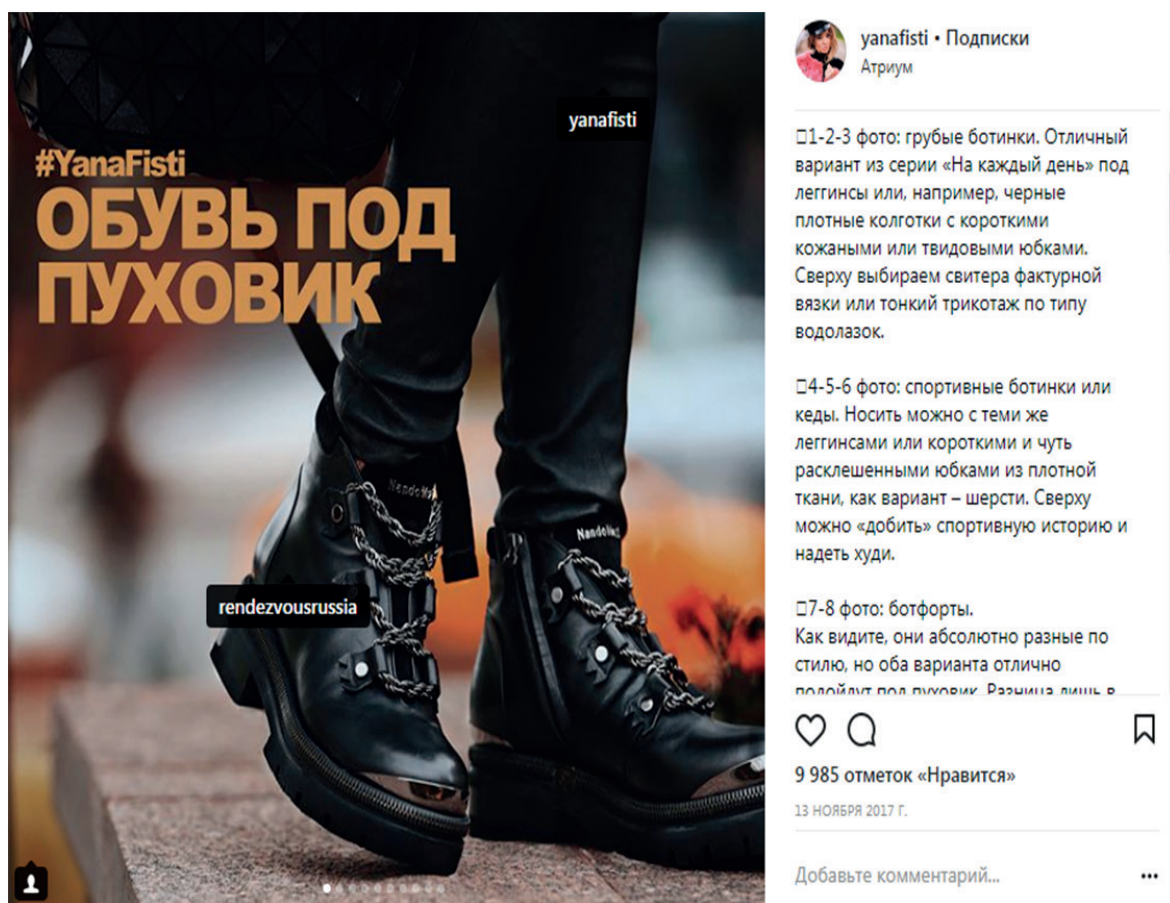 yanafisti
#YanaFisti
ОБУВЬ ПОД
ПУХОВИК
rendezvousrussia
yanafisti • Подписки
Атриум
□1-2-3 фото: грубые ботинки. Отличный
вариант из серии «На каждый день» под
леггинсы или, например, черные
плотные колготки с короткими
кожаными или твидовыми юбками.
Сверху выбираем свитера фактурной
вязки или тонкий трикотаж по типу
водолазок.
□4-5-6 фото: спортивные ботинки или
кеды. Носить можно с теми же
леггинсами или короткими и чуть
расклешенными юбками из плотной
ткани, как вариант – шерсти. Сверху
можно «добить» спортивную историю и
надеть худи.
□7-8 фото: ботфорты.
Как видите, они абсолютно разные по
стилю, но оба варианта отлично
подойдут под пуховик. Разница лишь в
9 985 отметок «Нравится»
13 НОЯБРЯ 2017 Г.
Добавьте комментарий...